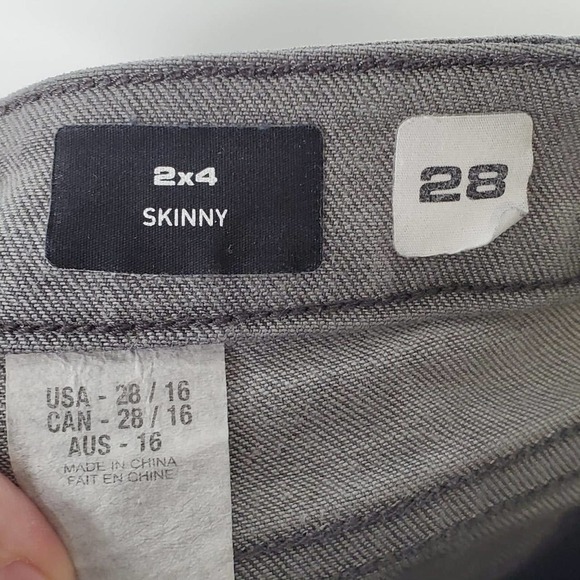 2x4
SKINNY
28
USA - 28 / 16
CAN - 28 / 16
AUS - 16
MADE IN CHINA
FAIT EN CHINE